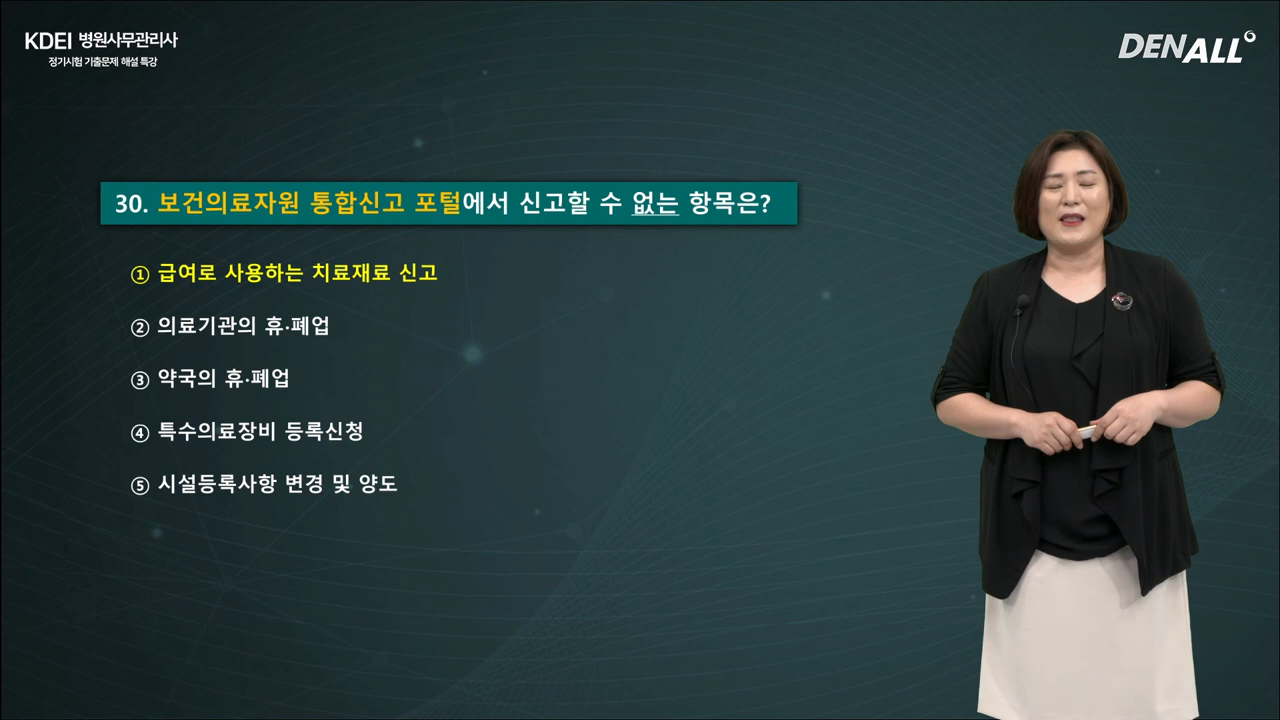 KDEI 병원사무관리사
정기시험 기출문제 해설 특강
DENALL
30. 보건의료자원 통합신고 포털에서 신고할 수 없는 항목은?
① 급여로 사용하는 치료재료 신고
② 의료기관의 휴·폐업
③ 약국의 휴·폐업
④ 특수의료장비 등록신청
⑤ 시설등록사항 변경 및 양도